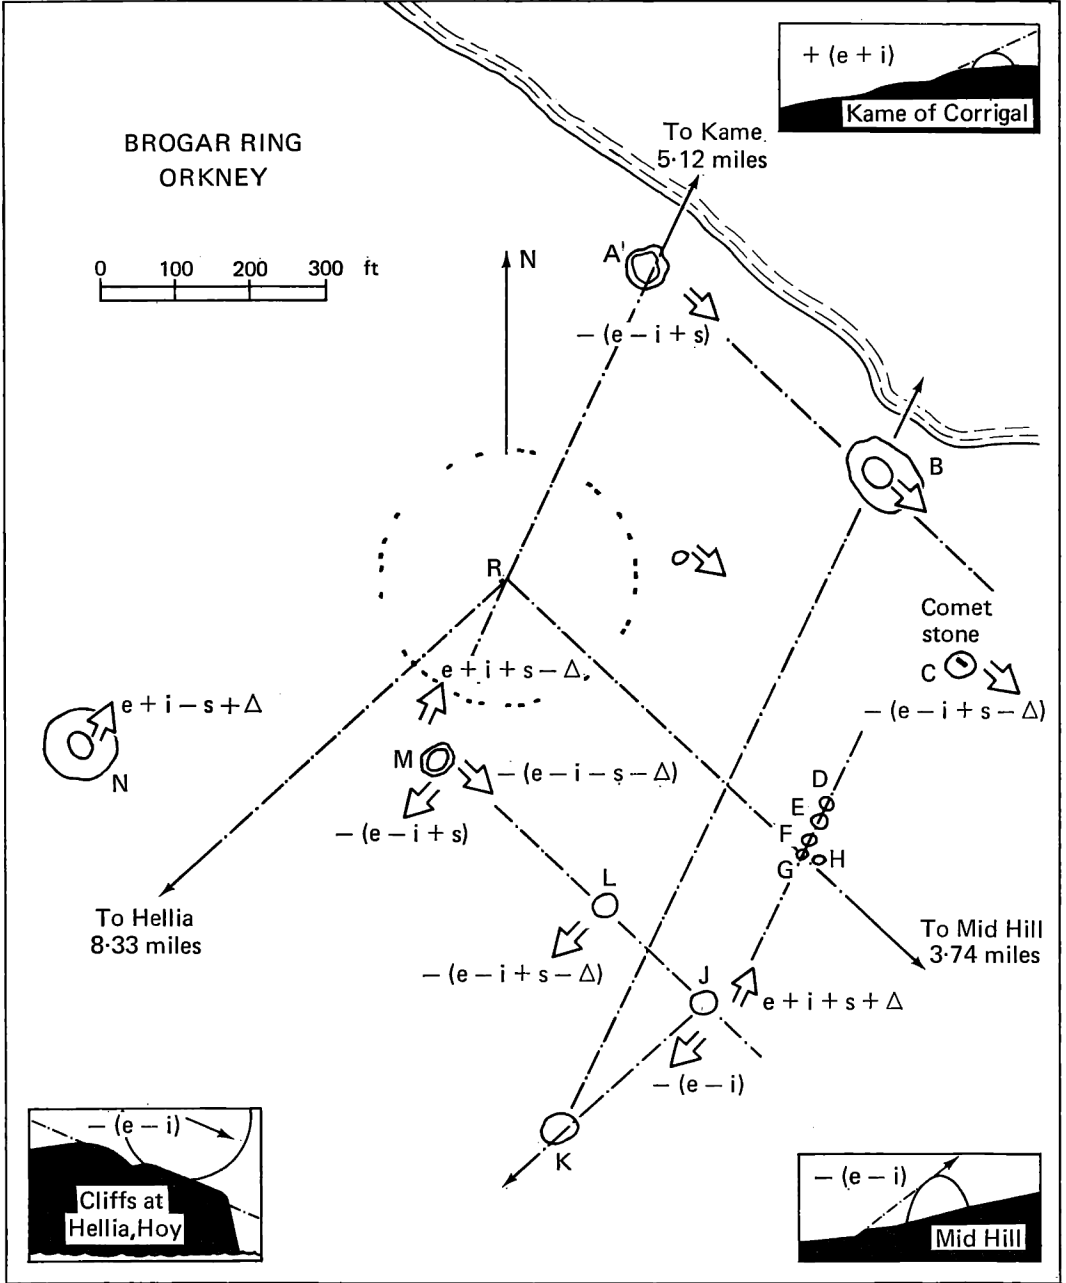 + (e + i)
Kame of Corrigal
BROGAR RING
ORKNEY
To Kame
5·12 miles
0 100 200 300 ft
N
A'
− (e − i + s)
B
R
Comet
stone
C
− (e − i + s − Δ)
e + i + s − Δ
e + i − s + Δ
N
M
− (e − i − s − Δ)
− (e − i + s)
D
E
F
G
H
L
To Hellia
8·33 miles
To Mid Hill
3·74 miles
− (e − i + s − Δ)
J
e + i + s + Δ
− (e − i)
K
− (e − i)
Cliffs at
Hellia,Hoy
− (e − i)
Mid Hill